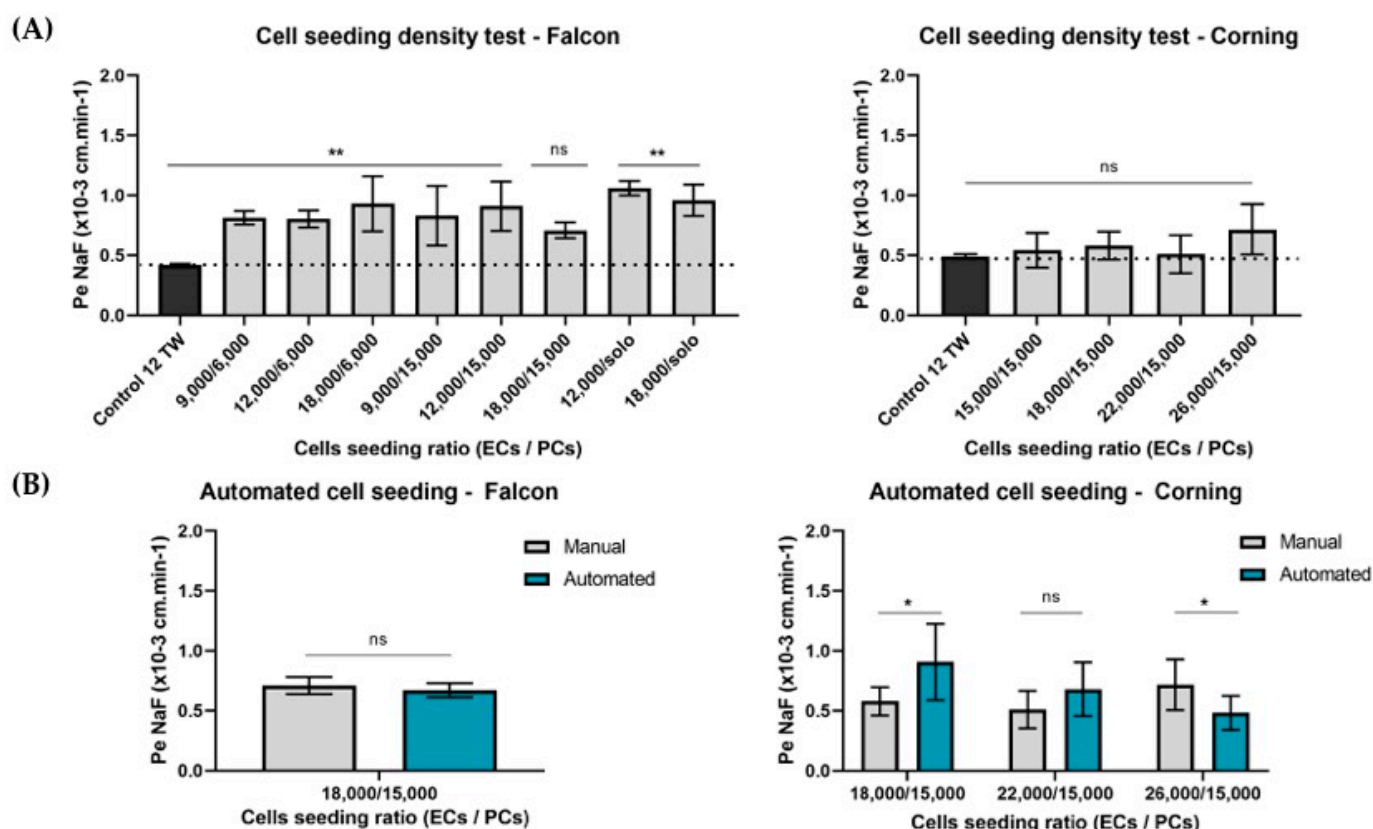 (A)
Cell seeding density test - Falcon
Pe NaF (x10-3 cm.min-1)
2.0
1.5
1.0
0.5
0.0
**
ns
**
Control 12 TW
9,000/6,000
12,000/6,000
18,000/6,000
9,000/15,000
12,000/15,000
18,000/15,000
12,000/solo
18,000/solo
Cells seeding ratio (ECs / PCs)
Cell seeding density test - Corning
Pe NaF (x10-3 cm.min-1)
2.0
1.5
1.0
0.5
0.0
ns
Control 12 TW
15,000/15,000
18,000/15,000
22,000/15,000
26,000/15,000
Cells seeding ratio (ECs / PCs)
(B)
Automated cell seeding - Falcon
Pe NaF (x10-3 cm.min-1)
2.0
1.5
1.0
0.5
0.0
Manual
Automated
ns
18,000/15,000
Cells seeding ratio (ECs / PCs)
Automated cell seeding - Corning
Pe NaF (x10-3 cm.min-1)
2.0
1.5
1.0
0.5
0.0
Manual
Automated
*
ns
*
18,000/15,000
22,000/15,000
26,000/15,000
Cells seeding ratio (ECs / PCs)